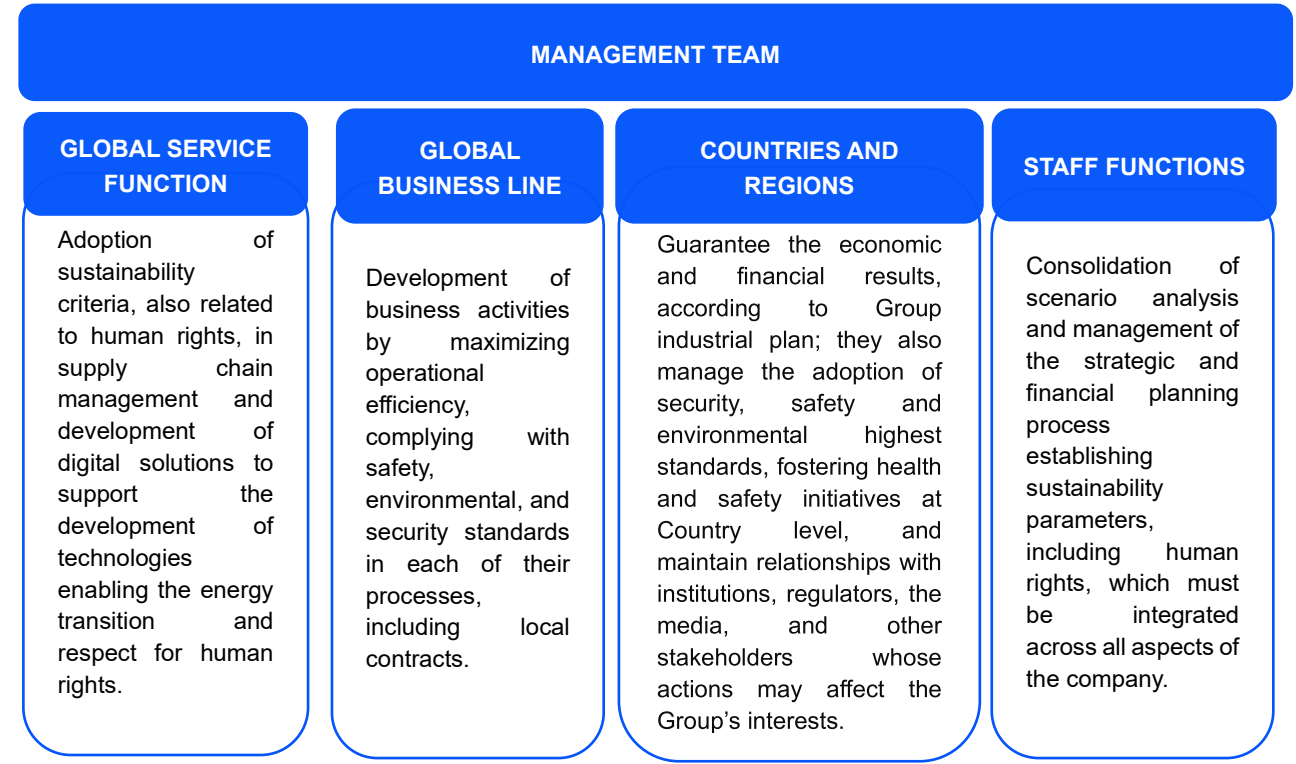 MANAGEMENT TEAM
GLOBAL SERVICE
FUNCTION
Adoption of
sustainability
criteria, also related
to human rights, in
supply chain
management and
development of
digital solutions to
support the
development of
technologies
enabling the energy
transition and
respect for human
rights.
GLOBAL
BUSINESS LINE
Development of
business activities
by maximizing
operational
efficiency,
complying with
safety,
environmental, and
security standards
in each of their
processes,
including local
contracts.
COUNTRIES AND
REGIONS
Guarantee the economic
and financial results,
according to Group
industrial plan; they also
manage the adoption of
security, safety and
environmental highest
standards, fostering health
and safety initiatives at
Country level, and
maintain relationships with
institutions, regulators, the
media, and other
stakeholders whose
actions may affect the
Group’s interests.
STAFF FUNCTIONS
Consolidation of
scenario analysis
and management of
the strategic and
financial planning
process
establishing
sustainability
parameters,
including human
rights, which must
be integrated
across all aspects of
the company.